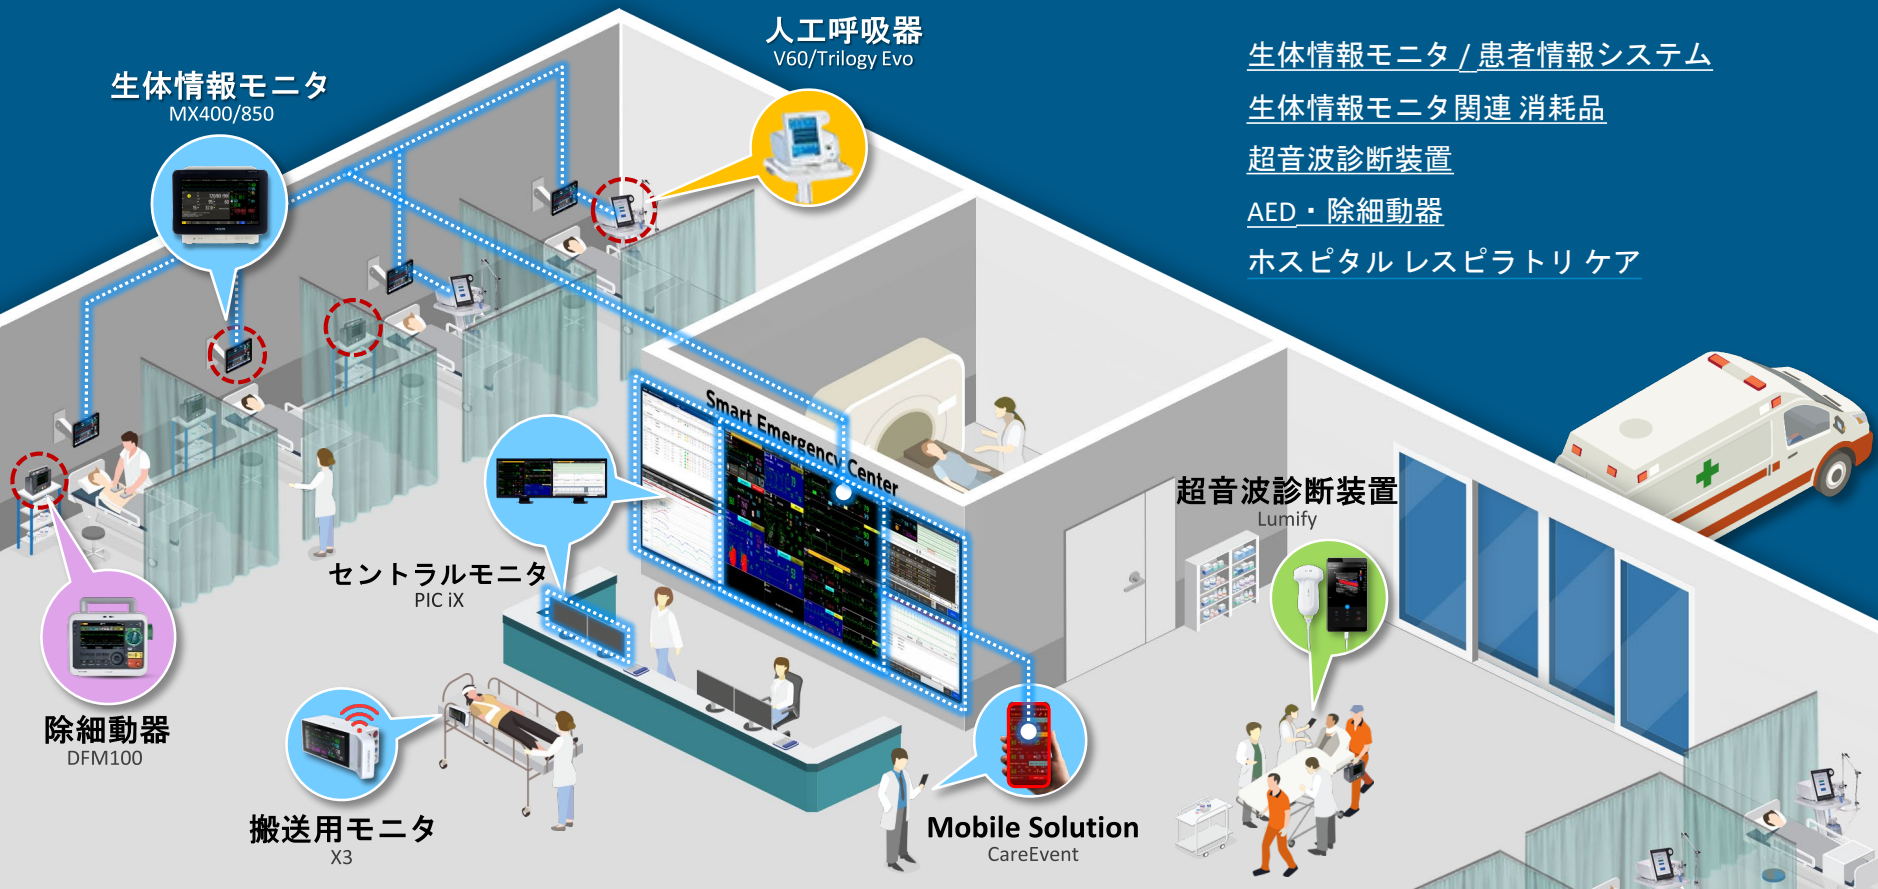 人工呼吸器
V60/Trilogy Evo
生体情報モニタ
MX400/850
生体情報モニタ / 患者情報システム
生体情報モニタ関連 消耗品
超音波診断装置
AED・除細動器
ホスピタル レスピラトリ ケア
Smart Emergency Center
超音波診断装置
Lumify
セントラルモニタ
PIC iX
除細動器
DFM100
搬送用モニタ
X3
Mobile Solution
CareEvent